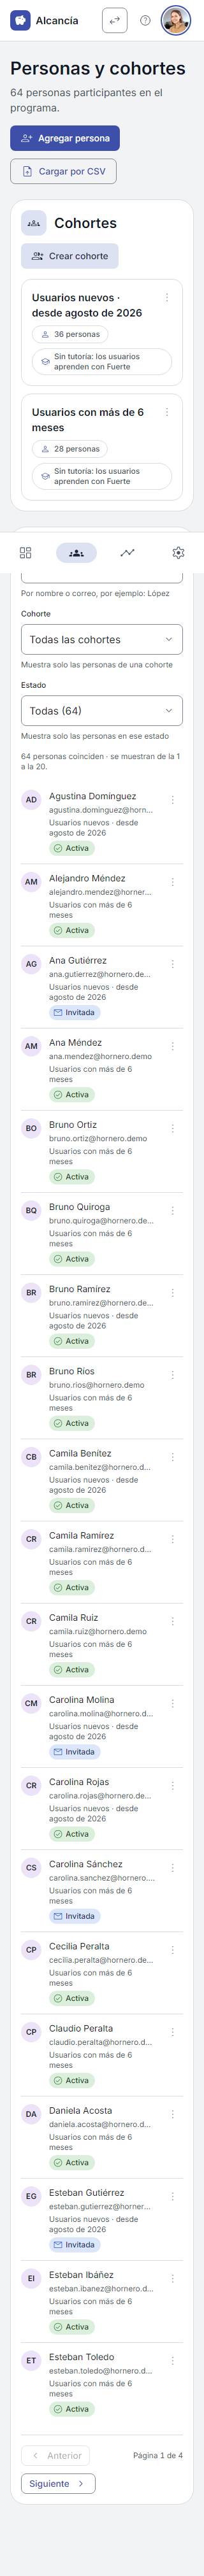 Alcancía
Personas y cohortes
64 personas participantes en el
programa.
Agregar persona
Cargar por CSV
Cohortes
Crear cohorte
Usuarios nuevos ·
desde agosto de 2026
36 personas
Sin tutoría: los usuarios
aprenden con Fuerte
Usuarios con más de 6
meses
28 personas
Sin tutoría: los usuarios
aprenden con Fuerte
Por nombre o correo, por ejemplo: López
Cohorte
Todas las cohortes
Muestra solo las personas de una cohorte
Estado
Todas (64)
Muestra solo las personas en ese estado
64 personas coinciden · se muestran de la 1
a la 20.
AD
Agustina Domínguez
agustina.dominguez@horn...
Usuarios nuevos · desde
agosto de 2026
Activa
AM
Alejandro Méndez
alejandro.mendez@horner...
Usuarios con más de 6
meses
Activa
AG
Ana Gutiérrez
ana.gutierrez@hornero.de...
Usuarios nuevos · desde
agosto de 2026
Invitada
AM
Ana Méndez
ana.mendez@hornero.demo
Usuarios con más de 6
meses
Activa
BO
Bruno Ortiz
bruno.ortiz@hornero.demo
Usuarios con más de 6
meses
Activa
BQ
Bruno Quiroga
bruno.quiroga@hornero.de...
Usuarios con más de 6
meses
Activa
BR
Bruno Ramírez
bruno.ramirez@hornero.de...
Usuarios nuevos · desde
agosto de 2026
Activa
BR
Bruno Ríos
bruno.rios@hornero.demo
Usuarios con más de 6
meses
Activa
CB
Camila Benítez
camila.benitez@hornero.d...
Usuarios nuevos · desde
agosto de 2026
Activa
CR
Camila Ramírez
camila.ramirez@hornero.d...
Usuarios con más de 6
meses
Activa
CR
Camila Ruiz
camila.ruiz@hornero.demo
Usuarios con más de 6
meses
Activa
CM
Carolina Molina
carolina.molina@hornero.d...
Usuarios nuevos · desde
agosto de 2026
Invitada
CR
Carolina Rojas
carolina.rojas@hornero.de...
Usuarios nuevos · desde
agosto de 2026
Activa
CS
Carolina Sánchez
carolina.sanchez@hornero....
Usuarios con más de 6
meses
Invitada
CP
Cecilia Peralta
cecilia.peralta@hornero.de...
Usuarios con más de 6
meses
Activa
CP
Claudio Peralta
claudio.peralta@hornero.d...
Usuarios con más de 6
meses
Activa
DA
Daniela Acosta
daniela.acosta@hornero.d...
Usuarios con más de 6
meses
Activa
EG
Esteban Gutiérrez
esteban.gutierrez@horner...
Usuarios nuevos · desde
agosto de 2026
Invitada
EI
Esteban Ibáñez
esteban.ibanez@hornero.d...
Usuarios con más de 6
meses
Activa
ET
Esteban Toledo
esteban.toledo@hornero.d...
Usuarios con más de 6
meses
Activa
Anterior
Página 1 de 4
Siguiente